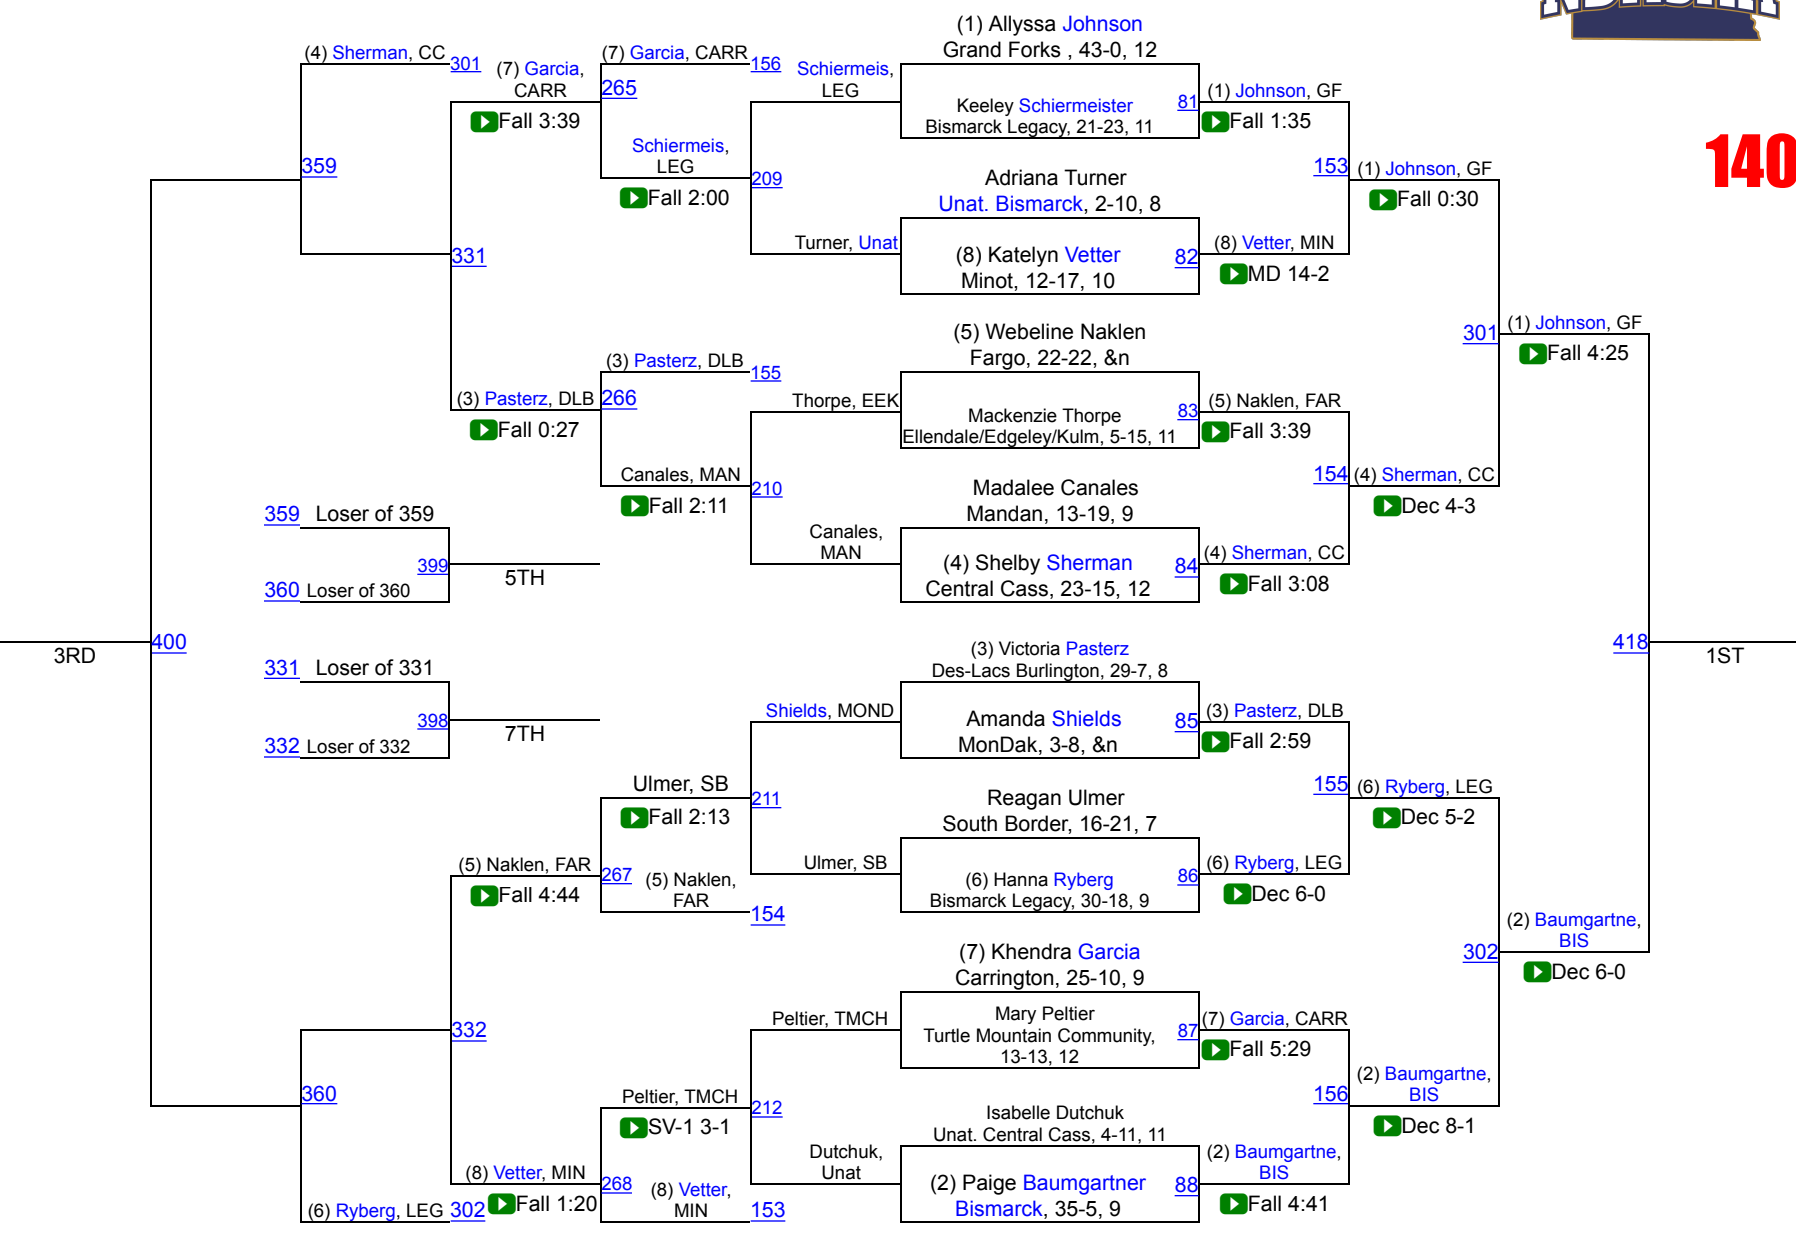 NDHSAA
140
(1) Allyssa Johnson
Grand Forks , 43-0, 12
(4) Sherman, CC
301
(7) Garcia,
CARR
Fall 3:39
(7) Garcia, CARR
156
265
Schiermeis,
LEG
Keeley Schiermeister
Bismarck Legacy, 21-23, 11
81
(1) Johnson, GF
Fall 1:35
359
Schiermeis,
LEG
Fall 2:00
209
Adriana Turner
Unat. Bismarck, 2-10, 8
153
(1) Johnson, GF
Fall 0:30
331
Turner, Unat
(8) Katelyn Vetter
Minot, 12-17, 10
82
(8) Vetter, MIN
MD 14-2
(5) Webeline Naklen
Fargo, 22-22, &n
301
(1) Johnson, GF
Fall 4:25
(3) Pasterz, DLB
155
(3) Pasterz, DLB
266
Fall 0:27
Thorpe, EEK
Mackenzie Thorpe
Ellendale/Edgeley/Kulm, 5-15, 11
83
(5) Naklen, FAR
Fall 3:39
Canales, MAN
Fall 2:11
210
Madalee Canales
Mandan, 13-19, 9
154
(4) Sherman, CC
Dec 4-3
359 Loser of 359
399
5TH
360 Loser of 360
Canales,
MAN
(4) Shelby Sherman
Central Cass, 23-15, 12
84
(4) Sherman, CC
Fall 3:08
3RD
400
418
1ST
331 Loser of 331
398
7TH
332 Loser of 332
(3) Victoria Pasterz
Des-Lacs Burlington, 29-7, 8
Shields, MOND
Amanda Shields
MonDak, 3-8, &n
85
(3) Pasterz, DLB
Fall 2:59
Ulmer, SB
Fall 2:13
211
Reagan Ulmer
South Border, 16-21, 7
155
(6) Ryberg, LEG
Dec 5-2
(5) Naklen, FAR
Fall 4:44
267
(5) Naklen,
FAR
154
Ulmer, SB
(6) Hanna Ryberg
Bismarck Legacy, 30-18, 9
86
(6) Ryberg, LEG
Dec 6-0
(7) Khendra Garcia
Carrington, 25-10, 9
302
(2) Baumgartne,
BIS
Dec 6-0
332
Peltier, TMCH
Mary Peltier
Turtle Mountain Community,
13-13, 12
87
(7) Garcia, CARR
Fall 5:29
360
Peltier, TMCH
SV-1 3-1
212
Isabelle Dutchuk
Unat. Central Cass, 4-11, 11
156
(2) Baumgartne,
BIS
Dec 8-1
(6) Ryberg, LEG
302
(8) Vetter, MIN
Fall 1:20
268
(8) Vetter,
MIN
153
Dutchuk,
Unat
(2) Paige Baumgartner
Bismarck, 35-5, 9
88
(2) Baumgartne,
BIS
Fall 4:41